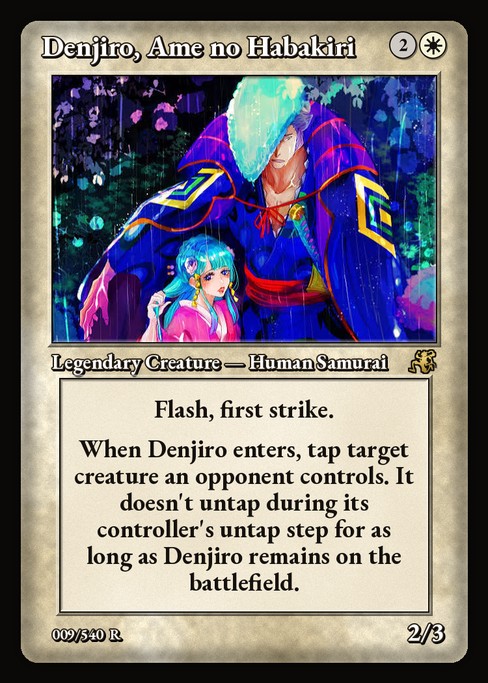 Denjiro, Ame no Habakiri 2
Legendary Creature — Human Samurai
Flash, first strike.
When Denjiro enters, tap target
creature an opponent controls. It
doesn't untap during its
controller's untap step for as
long as Denjiro remains on the
battlefield.
009/540 R 2/3